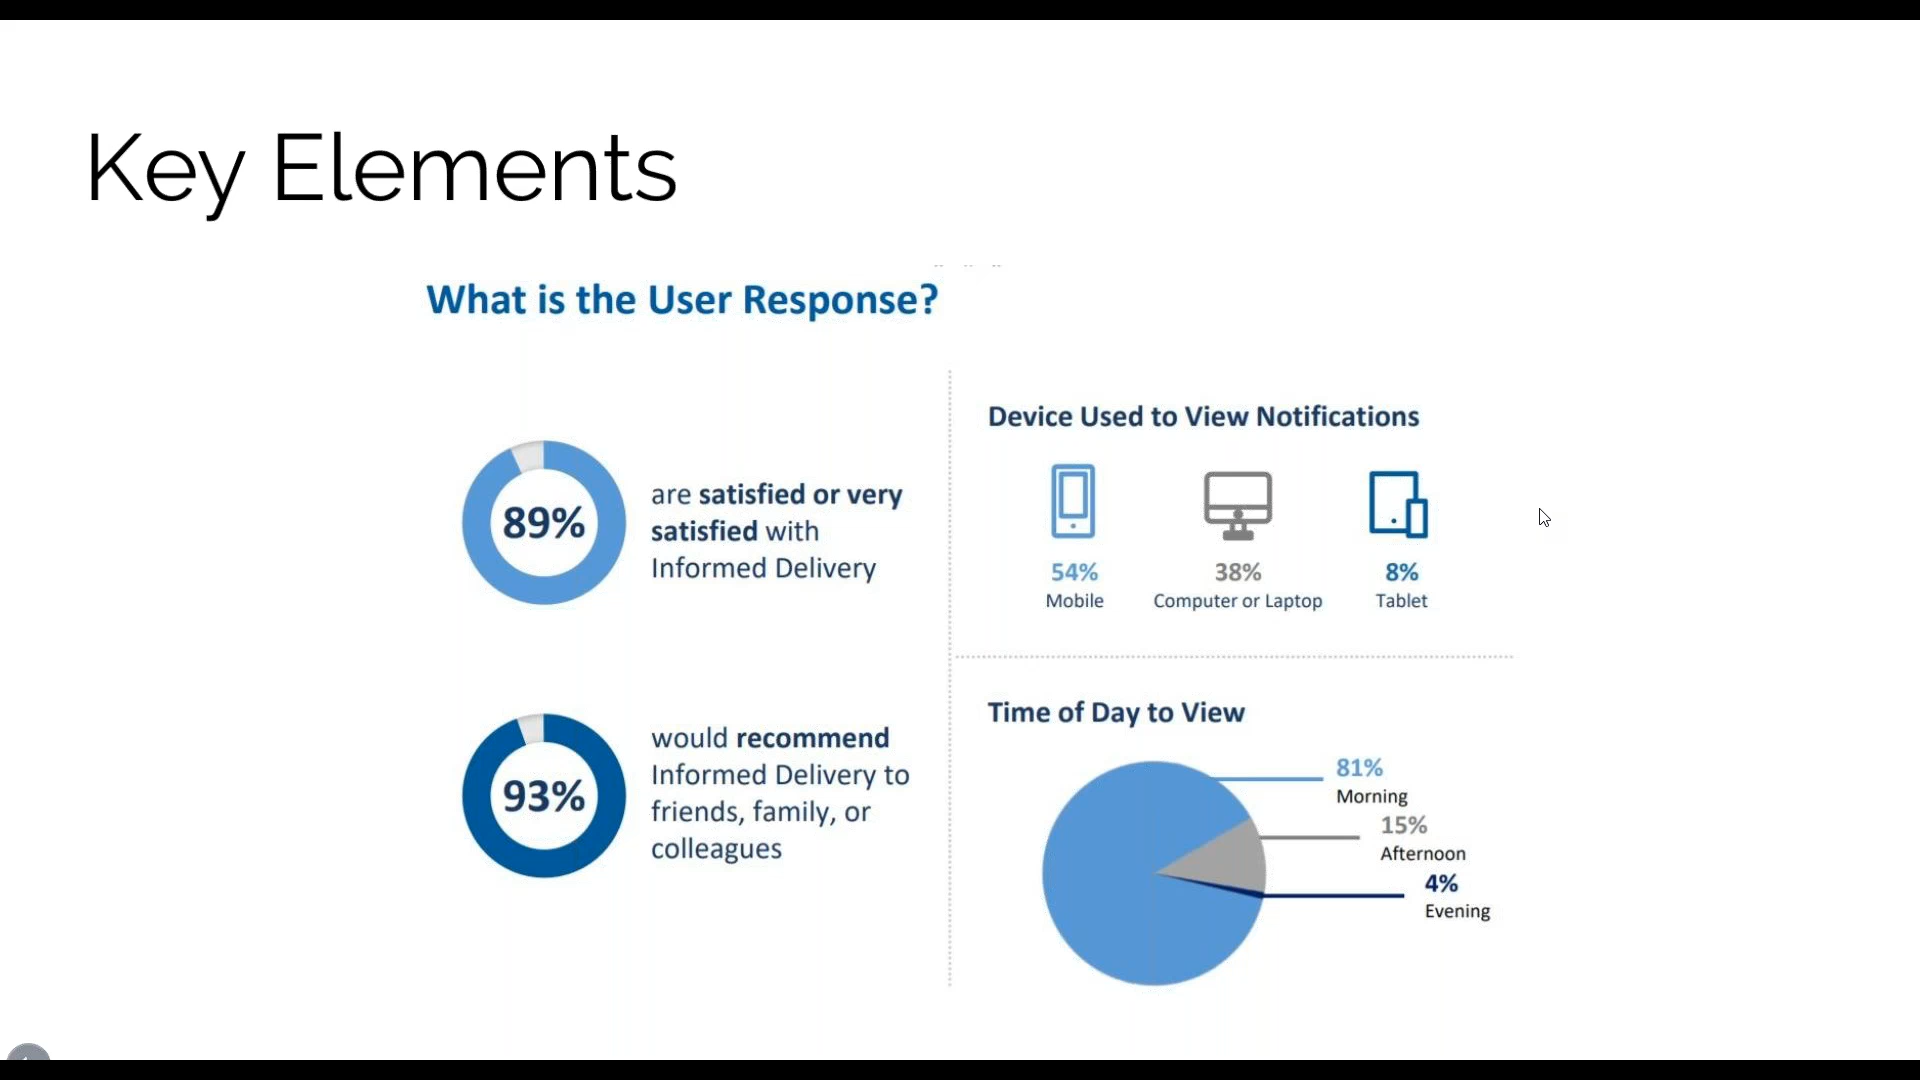 Key Elements
What is the User Response?
89%
are satisfied or very
satisfied with
Informed Delivery
93%
would recommend
Informed Delivery to
friends, family, or
colleagues
Device Used to View Notifications
54%
Mobile
38%
Computer or Laptop
8%
Tablet
Time of Day to View
81%
Morning
15%
Afternoon
4%
Evening